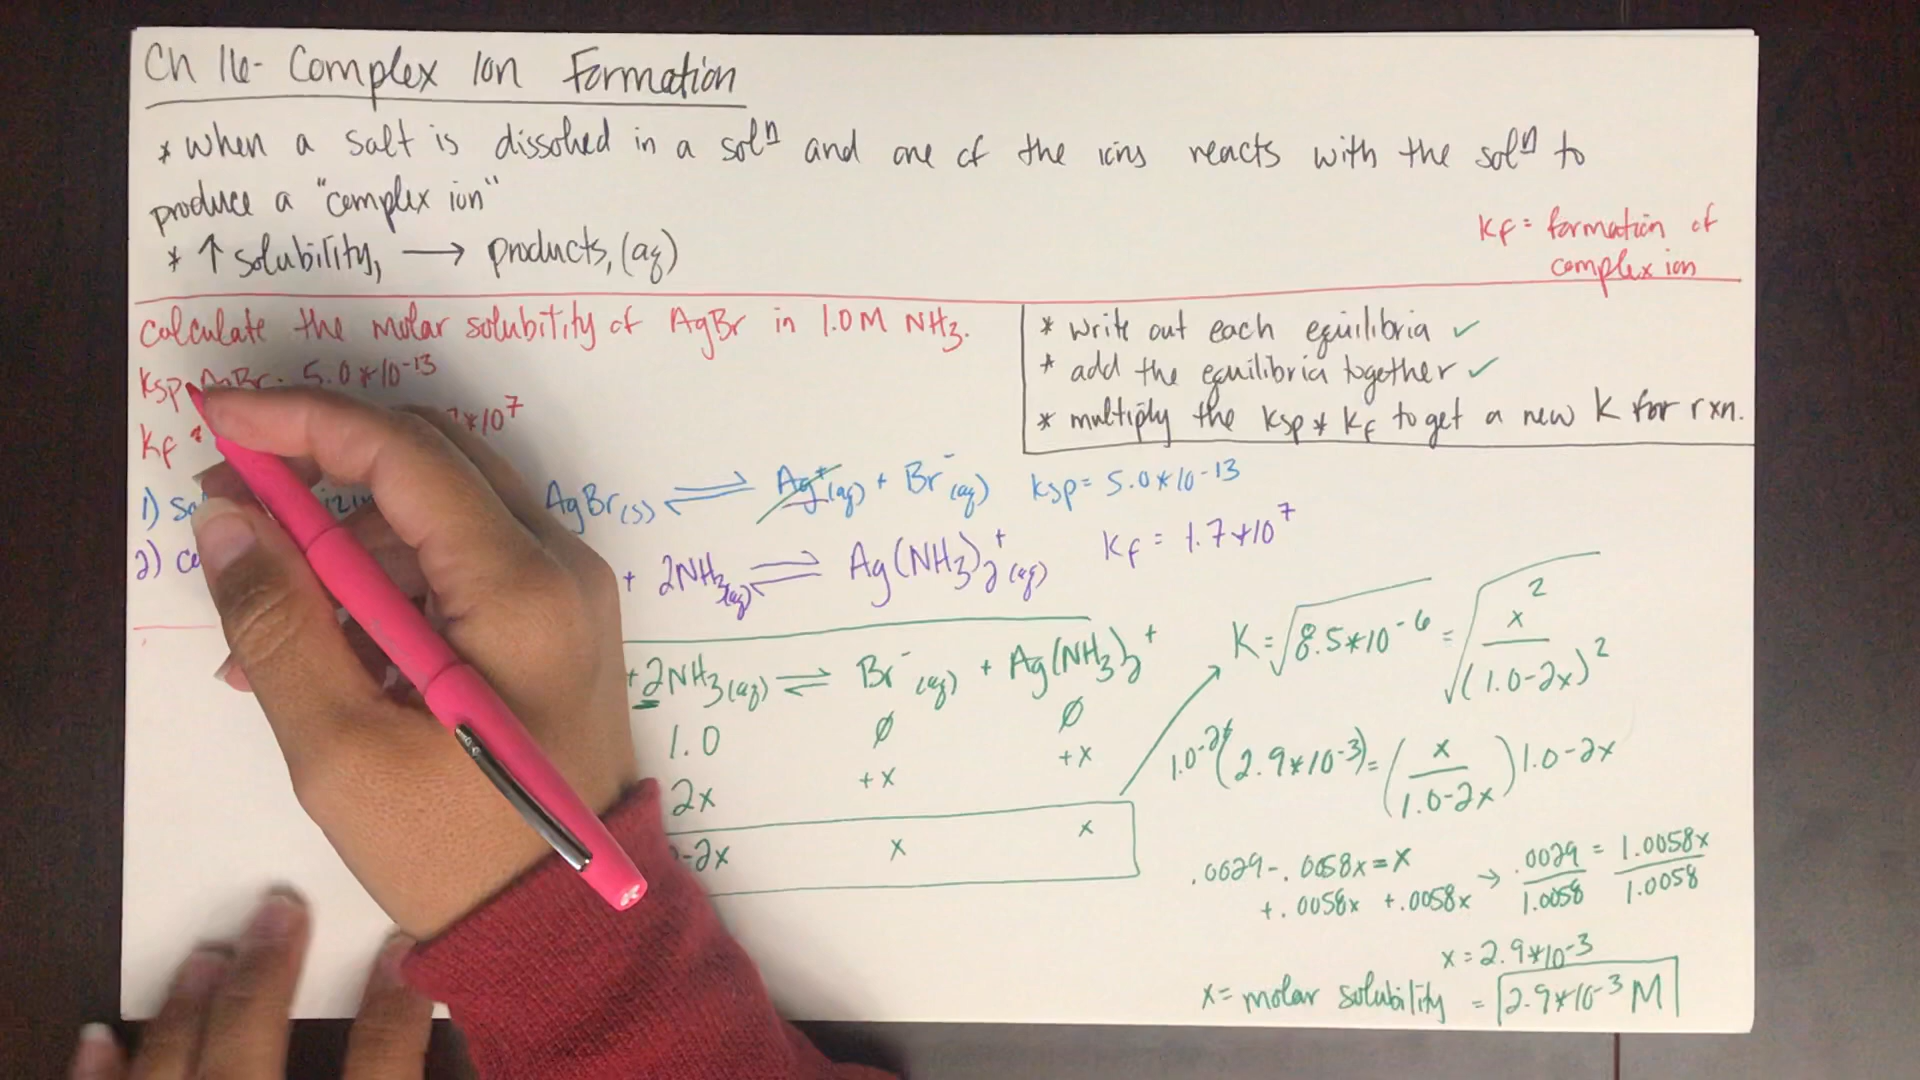 Ch 16- Complex Ion Formation
* When a salt is dissolved in a solⁿ and one of the ions reacts with the solⁿ to
produce a "complex ion"
* ↑ solubility, ⟶ products, (aq)
Kf = formation of
complex ion
Calculate the molar solubility of AgBr in 1.0M NH₃.
Ksp AgBr = 5.0*10⁻¹³
Kf
7*10⁷
* write out each equilibria ✓
* add the equilibria together ✓
* multiply the Ksp * Kf to get a new K for rxn.
1)
AgBr(s) ⇌ Ag⁺(aq) + Br⁻(aq) Ksp = 5.0*10⁻¹³
2)
+ 2NH₃(aq) ⇌ Ag(NH₃)₂⁺(aq) Kf = 1.7*10⁷
+ 2NH₃(aq) ⇌ Br⁻(aq) + Ag(NH₃)₂⁺
1.0 ∅ ∅
2x +x +x
-2x x x
K = √8.5*10⁻⁶ = √x²/(1.0-2x)²
1.0-2x(2.9*10⁻³) = (x/1.0-2x) 1.0-2x
.0029 - .0058x = x → .0029/1.0058 = 1.0058x/1.0058
+.0058x +.0058x
x = 2.9*10⁻³
x = molar solubility = 2.9*10⁻³ M